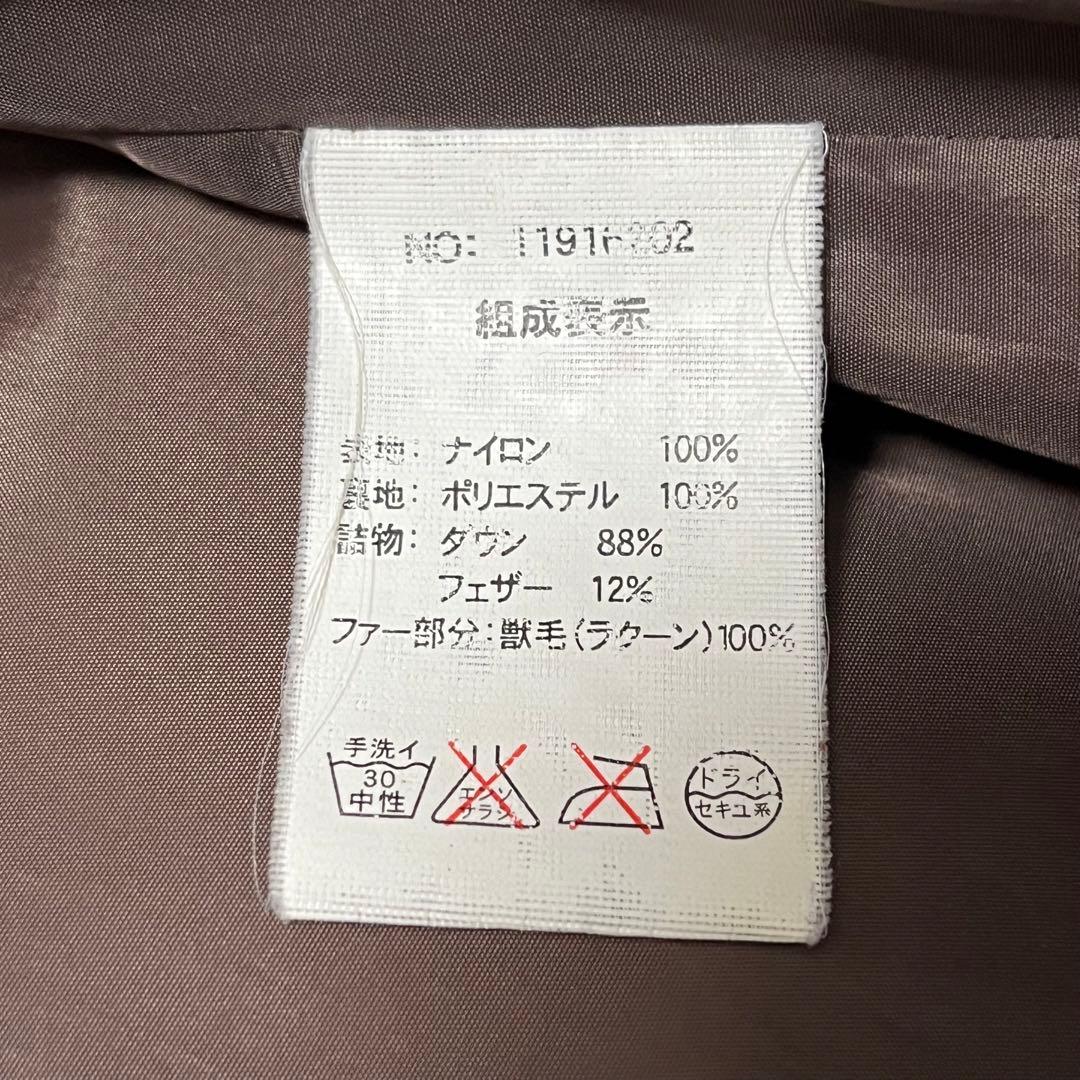 NO:
組成表示
表地: ナイロン 100%
裏地: ポリエステル 100%
詰物: ダウン 88%
フェザー 12%
ファー部分:獣毛(ラクーン)100%
手洗イ
30
中性
エンソ
サラシ
ドライ
セキユ系